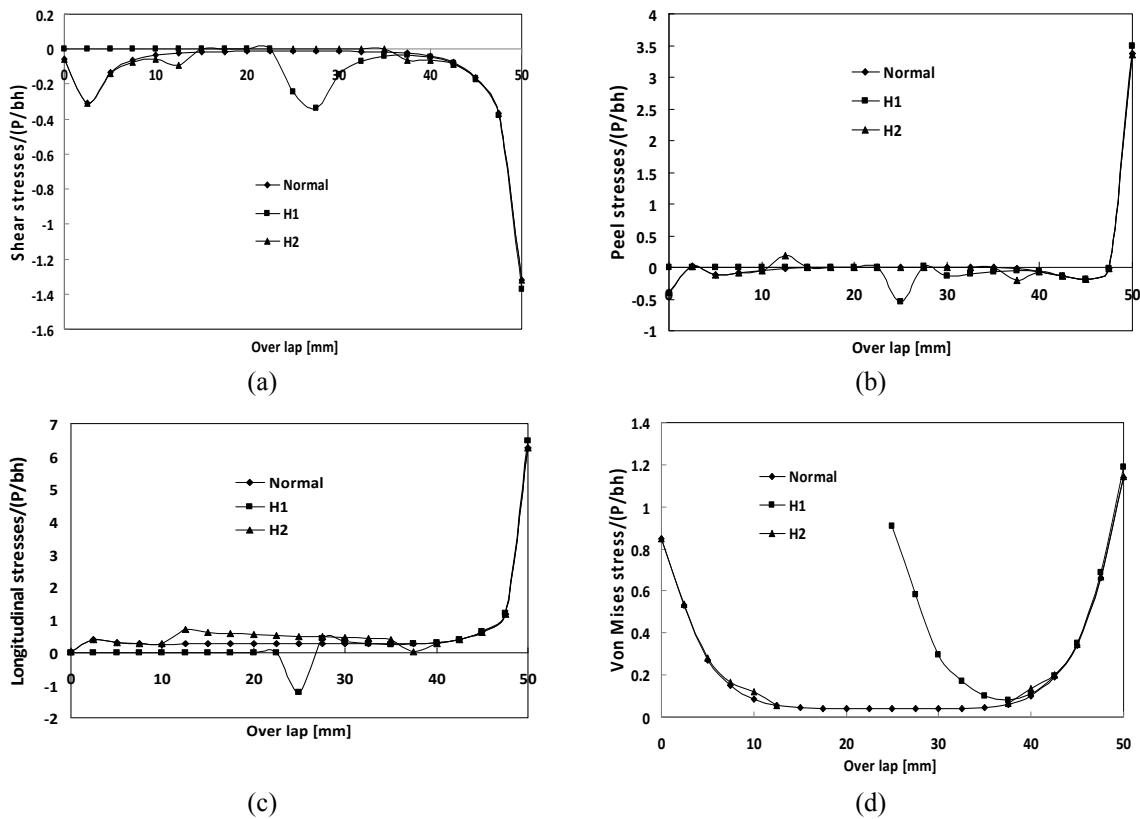 0.2
0
-0.2
-0.4
-0.6
-0.8
-1
-1.2
-1.4
-1.6
0 10 20 30 40 50
Shear stresses/(P/bh)
Normal
H1
H2
Over lap [mm]
(a)
4
3.5
3
2.5
2
1.5
1
0.5
0
-0.5
-1
0 10 20 30 40 50
Peel stresses/(P/bh)
Normal
H1
H2
Over lap [mm]
(b)
7
6
5
4
3
2
1
0
-1
-2
0 10 20 30 40 50
Longitudinal stresses/(P/bh)
Normal
H1
H2
Over lap [mm]
(c)
1.4
1.2
1
0.8
0.6
0.4
0.2
0
0 10 20 30 40 50
Von Mises stress/(P/bh)
Normal
H1
H2
Over lap [mm]
(d)